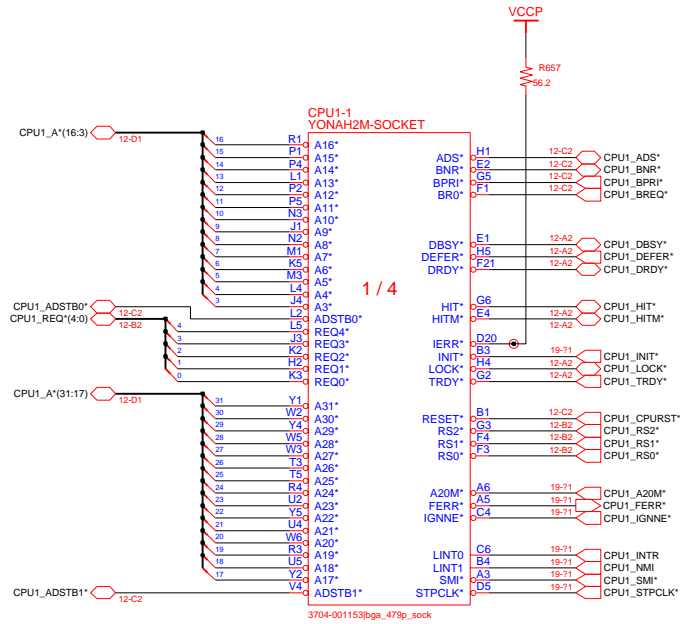 VCCP
R657
56.2
CPU1-1
YONAH2M-SOCKET
CPU1_A*(16:3) 12-D1
16 R1 A16*
15 P1 A15*
14 P4 A14*
13 L1 A13*
12 P2 A12*
11 P5 A11*
10 N3 A10*
9 J1 A9*
8 N2 A8*
7 M1 A7*
6 K5 A6*
5 M3 A5*
4 L4 A4*
3 J4 A3*
CPU1_ADSTB0* 12-C2 L2 ADSTB0*
CPU1_REQ*(4:0) 12-B2
4 L5 REQ4*
3 J3 REQ3*
2 K2 REQ2*
1 H2 REQ1*
0 K3 REQ0*
CPU1_A*(31:17) 12-D1
31 Y1 A31*
30 W2 A30*
29 Y4 A29*
28 W5 A28*
27 W3 A27*
26 T3 A26*
25 T5 A25*
24 R4 A24*
23 U2 A23*
22 Y5 A22*
21 U4 A21*
20 W6 A20*
19 R3 A19*
18 U5 A18*
17 Y2 A17*
CPU1_ADSTB1* 12-C2 V4 ADSTB1*
1 / 4
ADS* H1 12-C2 CPU1_ADS*
BNR* E2 12-C2 CPU1_BNR*
BPRI* G5 12-C2 CPU1_BPRI*
BR0* F1 12-C2 CPU1_BREQ*
DBSY* E1 12-A2 CPU1_DBSY*
DEFER* H5 12-A2 CPU1_DEFER*
DRDY* F21 12-A2 CPU1_DRDY*
HIT* G6 12-A2 CPU1_HIT*
HITM* E4 12-A2 CPU1_HITM*
IERR* D20
INIT* B3 19-?1 CPU1_INIT*
LOCK* H4 12-A2 CPU1_LOCK*
TRDY* G2 12-A2 CPU1_TRDY*
RESET* B1 12-C2 CPU1_CPURST*
RS2* G3 12-B2 CPU1_RS2*
RS1* F4 12-B2 CPU1_RS1*
RS0* F3 12-B2 CPU1_RS0*
A20M* A6 19-?1 CPU1_A20M*
FERR* A5 19-?1 CPU1_FERR*
IGNNE* C4 19-?1 CPU1_IGNNE*
LINT0 C6 19-?1 CPU1_INTR
LINT1 B4 19-?1 CPU1_NMI
SMI* A3 19-?1 CPU1_SMI*
STPCLK* D5 19-?1 CPU1_STPCLK*
3704-001153|bga_479p_sock